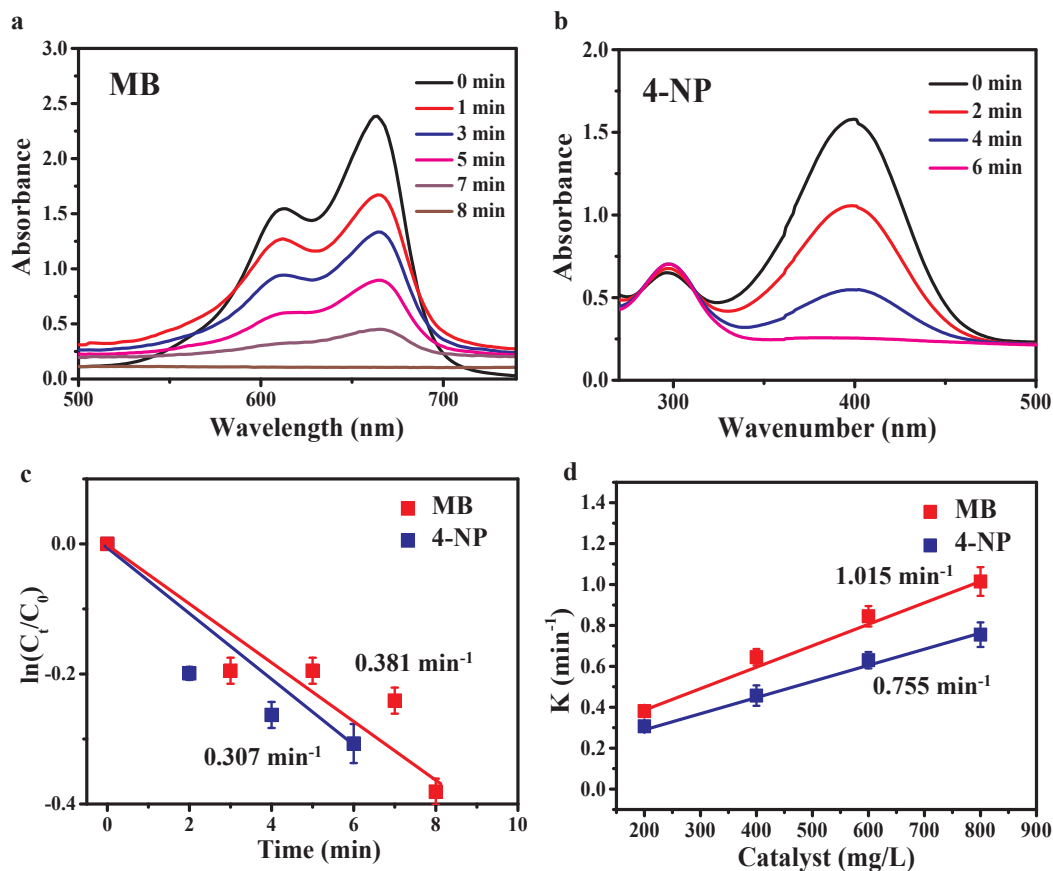 a
MB
0 min
1 min
3 min
5 min
7 min
8 min
3.0
2.5
2.0
1.5
1.0
0.5
0.0
500
600
700
Absorbance
Wavelength (nm)
b
4-NP
0 min
2 min
4 min
6 min
2.0
1.5
1.0
0.5
0.0
300
400
500
Absorbance
Wavenumber (nm)
c
MB
4-NP
0.0
-0.2
-0.4
0.381 min⁻¹
0.307 min⁻¹
0
2
4
6
8
10
ln(Cₜ/C₀)
Time (min)
d
MB
4-NP
1.4
1.2
1.0
0.8
0.6
0.4
0.2
0.0
1.015 min⁻¹
0.755 min⁻¹
200
300
400
500
600
700
800
900
K (min⁻¹)
Catalyst (mg/L)